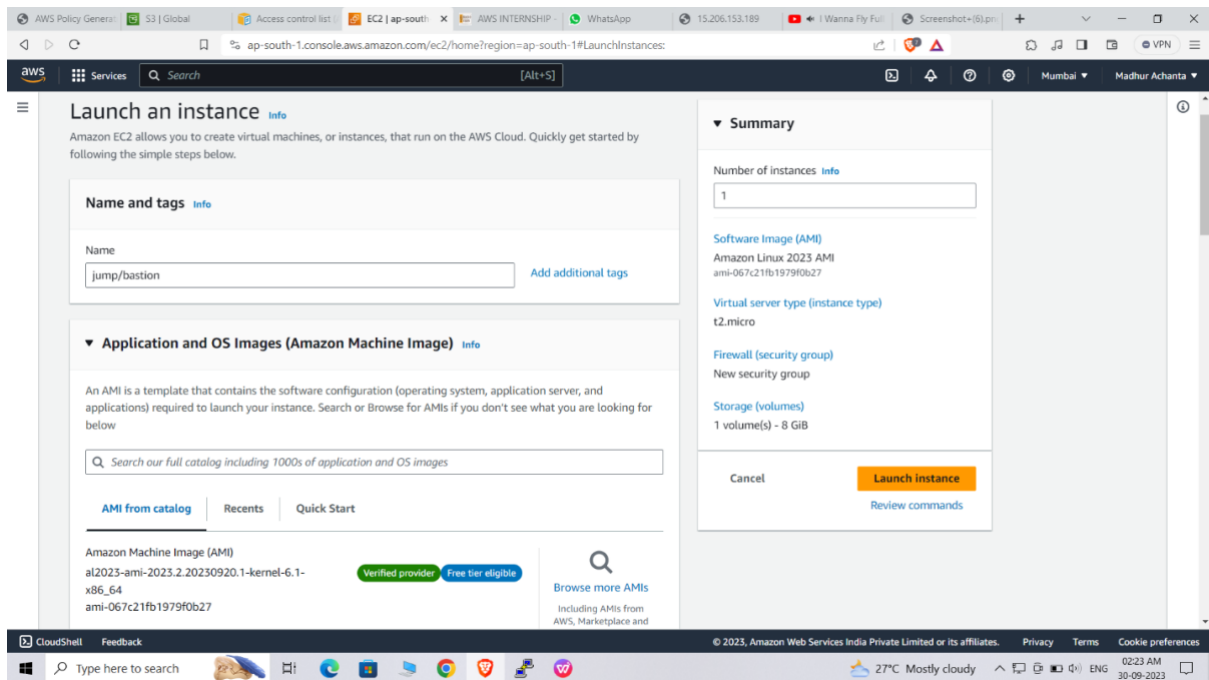 AWS Policy Generat
S3 | Global
Access control list (
EC2 | ap-south
AWS INTERNSHIP -
WhatsApp
15.206.153.189
I Wanna Fly Full
Screenshot+(6).pn
ap-south-1.console.aws.amazon.com/ec2/home?region=ap-south-1#LaunchInstances:
VPN
aws
Services
Search
[Alt+S]
Mumbai
Madhur Achanta
Launch an instance Info
Amazon EC2 allows you to create virtual machines, or instances, that run on the AWS Cloud. Quickly get started by
following the simple steps below.
Name and tags Info
Name
jump/bastion
Add additional tags
Application and OS Images (Amazon Machine Image) Info
An AMI is a template that contains the software configuration (operating system, application server, and
applications) required to launch your instance. Search or Browse for AMIs if you don't see what you are looking for
below
Search our full catalog including 1000s of application and OS images
AMI from catalog
Recents
Quick Start
Amazon Machine Image (AMI)
al2023-ami-2023.2.20230920.1-kernel-6.1-
x86_64
ami-067c21fb1979f0b27
Verified provider
Free tier eligible
Browse more AMIs
Including AMIs from
AWS, Marketplace and
Summary
Number of instances Info
1
Software Image (AMI)
Amazon Linux 2023 AMI
ami-067c21fb1979f0b27
Virtual server type (instance type)
t2.micro
Firewall (security group)
New security group
Storage (volumes)
1 volume(s) - 8 GiB
Cancel
Launch instance
Review commands
CloudShell
Feedback
© 2023, Amazon Web Services India Private Limited or its affiliates.
Privacy
Terms
Cookie preferences
Type here to search
27°C Mostly cloudy
ENG
02:23 AM
30-09-2023